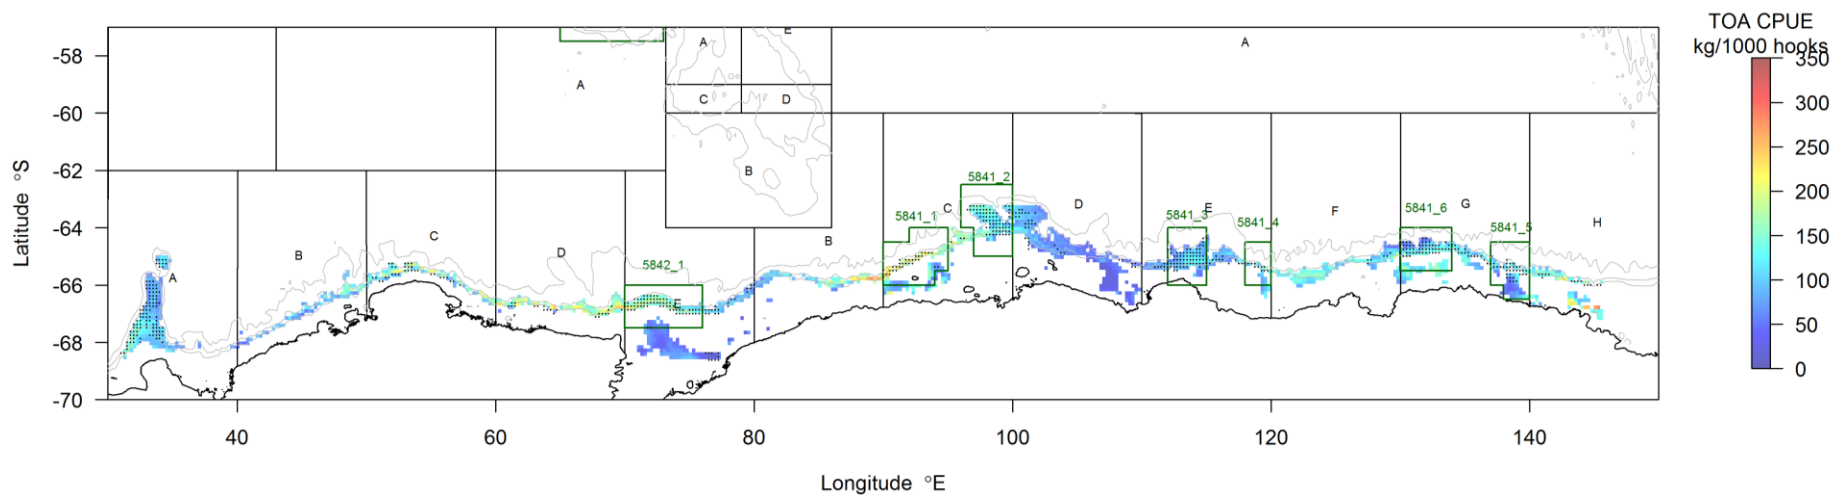 TOA CPUE
kg/1000 hooks
350
300
250
200
150
100
50
0
-58
-60
-62
-64
-66
-68
-70
Latitude °S
A
E
A
A
C
D
B
5841_2
C
D
5841_1
5841_3
E
5841_4
F
5841_6
G
5841_5
H
A
B
C
D
5842_1
E
B
40
60
80
100
120
140
Longitude °E